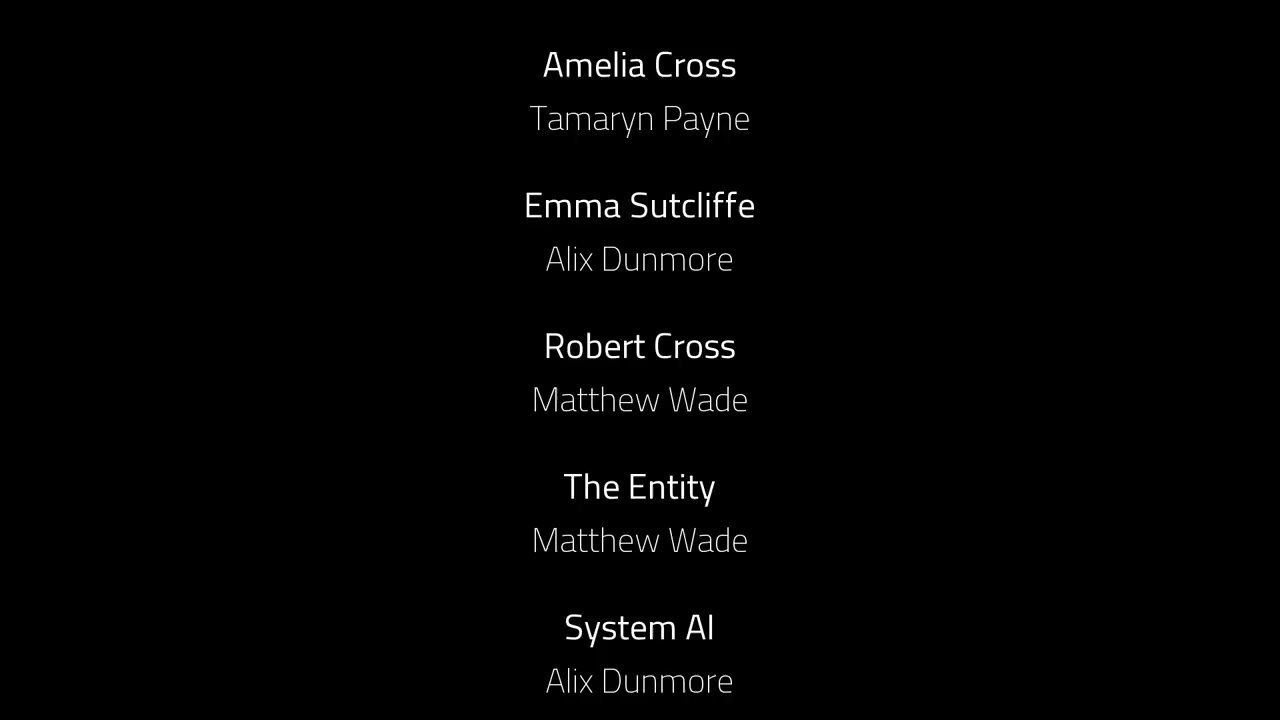 Amelia Cross
Tamaryn Payne
Emma Sutcliffe
Alix Dunmore
Robert Cross
Matthew Wade
The Entity
Matthew Wade
System AI
Alix Dunmore